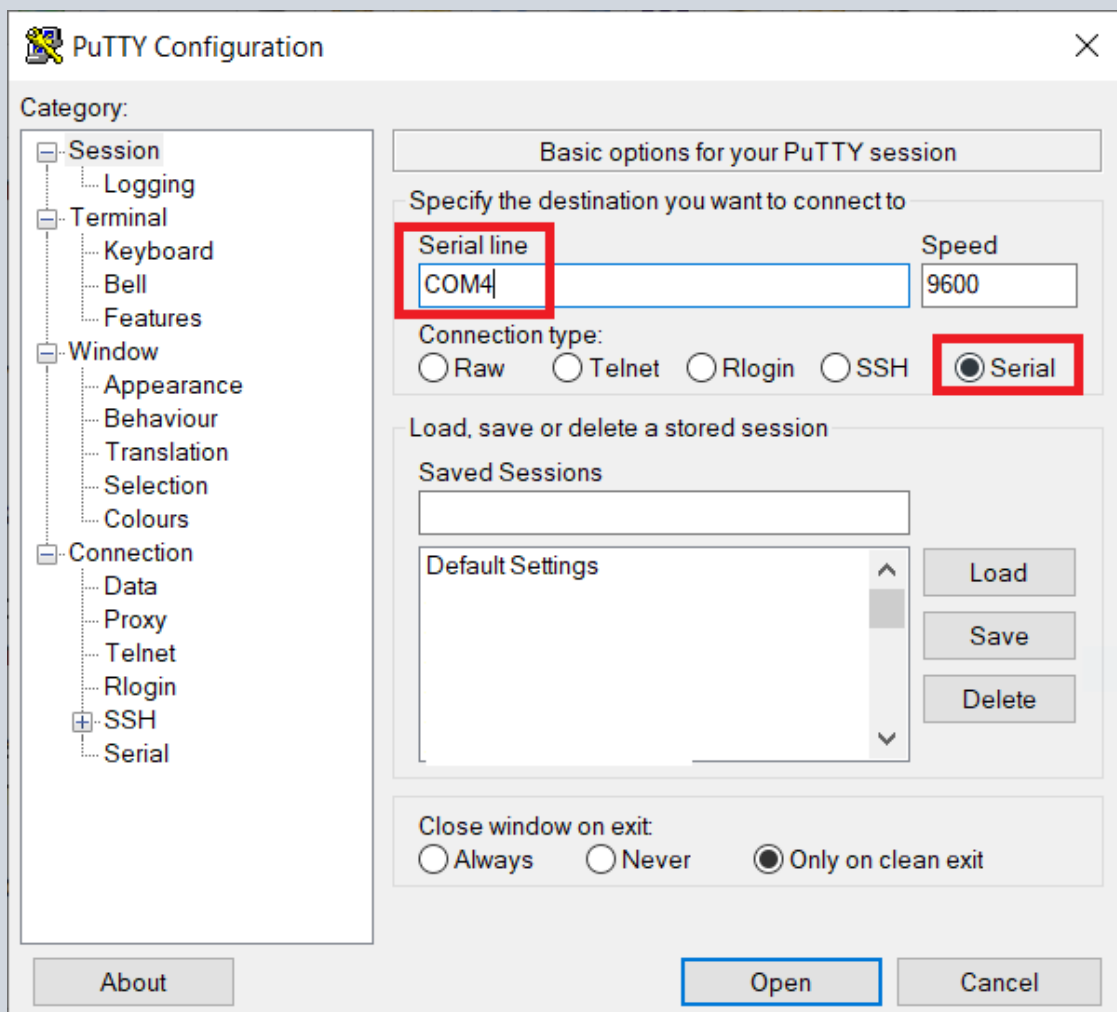 PuTTY Configuration
Category:
Session
Logging
Terminal
Keyboard
Bell
Features
Window
Appearance
Behaviour
Translation
Selection
Colours
Connection
Data
Proxy
Telnet
Rlogin
SSH
Serial
Basic options for your PuTTY session
Specify the destination you want to connect to
Serial line Speed
COM4 9600
Connection type:
Raw Telnet Rlogin SSH Serial
Load, save or delete a stored session
Saved Sessions
Default Settings
Load
Save
Delete
Close window on exit:
Always Never Only on clean exit
About Open Cancel